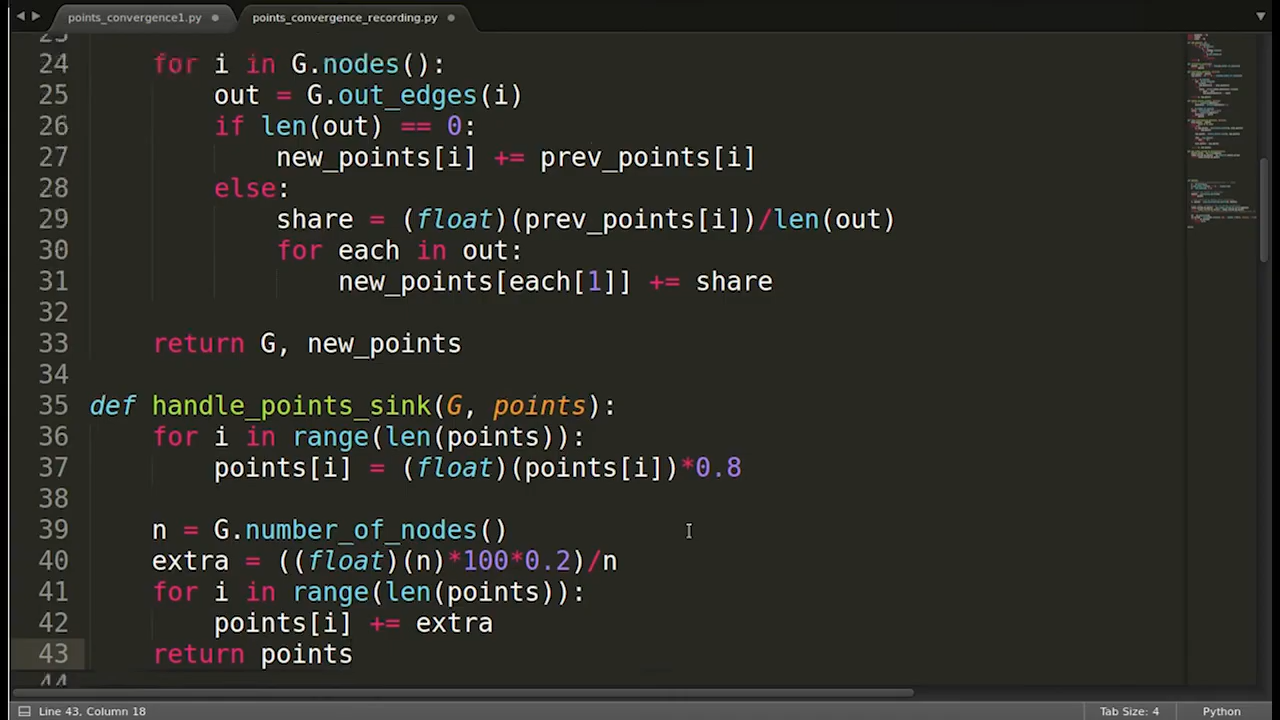 points_convergence1.py
points_convergence_recording.py
23
24 for i in G.nodes():
25 out = G.out_edges(i)
26 if len(out) == 0:
27 new_points[i] += prev_points[i]
28 else:
29 share = (float)(prev_points[i])/len(out)
30 for each in out:
31 new_points[each[1]] += share
32
33 return G, new_points
34
35 def handle_points_sink(G, points):
36 for i in range(len(points)):
37 points[i] = (float)(points[i])*0.8
38
39 n = G.number_of_nodes()
40 extra = ((float)(n)*100*0.2)/n
41 for i in range(len(points)):
42 points[i] += extra
43 return points
44
Line 43, Column 18
Tab Size: 4
Python